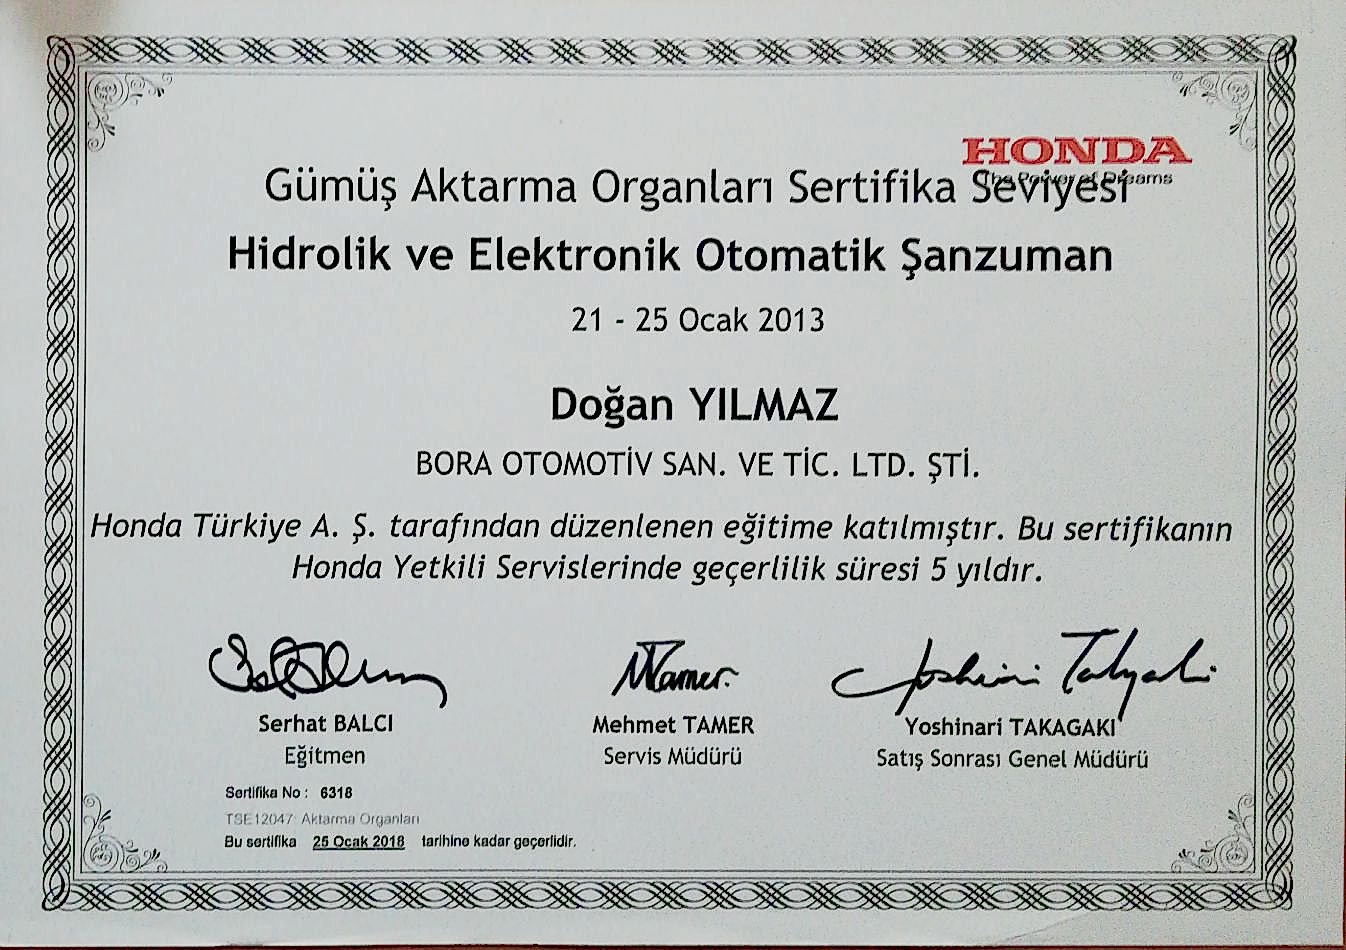 HONDA
The Power of Dreams
Gümüş Aktarma Organları Sertifika Seviyesi
Hidrolik ve Elektronik Otomatik Şanzuman
21 - 25 Ocak 2013
Doğan YILMAZ
BORA OTOMOTİV SAN. VE TİC. LTD. ŞTİ.
Honda Türkiye A. Ş. tarafından düzenlenen eğitime katılmıştır. Bu sertifikanın
Honda Yetkili Servislerinde geçerlilik süresi 5 yıldır.
Serhat BALCI
Eğitmen
Mehmet TAMER
Servis Müdürü
Yoshinari TAKAGAKI
Satış Sonrası Genel Müdürü
Sertifika No : 6318
TSE12047 Aktarma Organları
Bu sertifika 25 Ocak 2018 tarihine kadar geçerlidir.